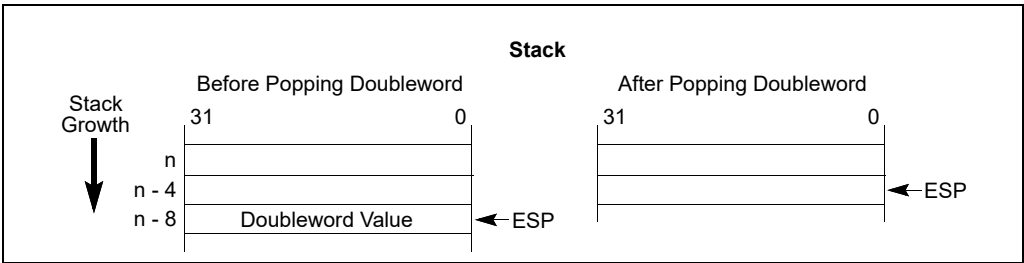 Stack
Before Popping Doubleword After Popping Doubleword
Stack
Growth
31 0 31 0
n
n - 4 ESP
n - 8 Doubleword Value ESP